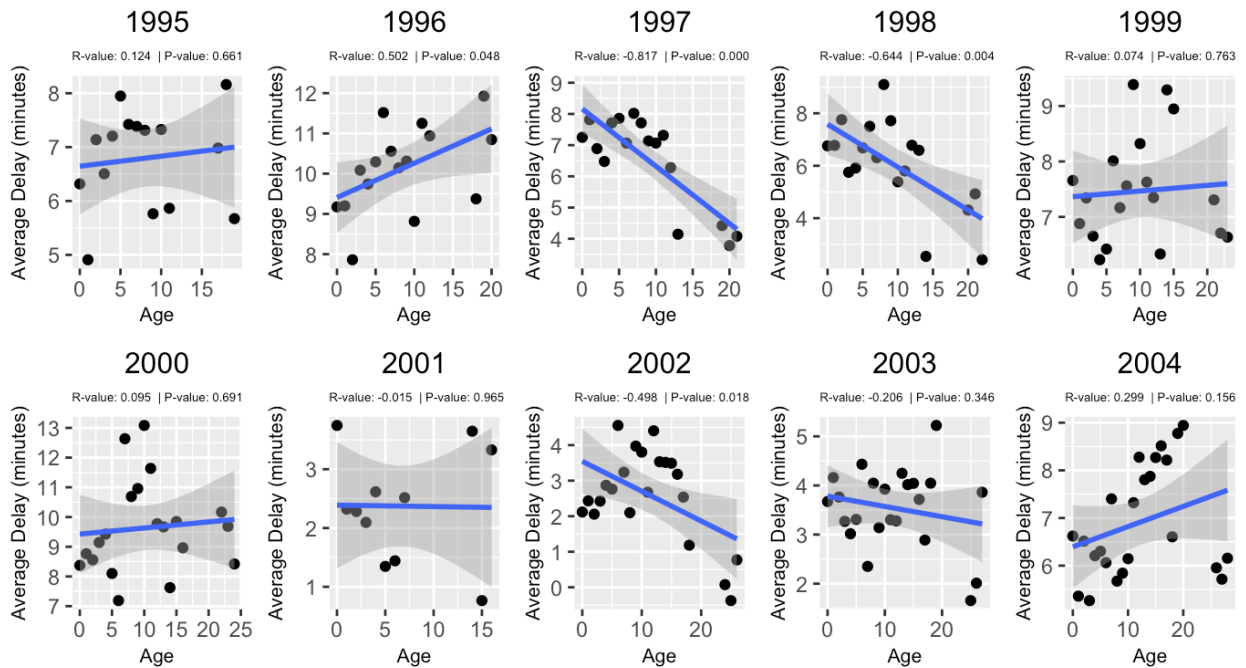 1995 1996 1997 1998 1999
R-value: 0.124 | P-value: 0.661 R-value: 0.502 | P-value: 0.048 R-value: -0.817 | P-value: 0.000 R-value: -0.644 | P-value: 0.004 R-value: 0.074 | P-value: 0.763
Average Delay (minutes) Average Delay (minutes) Average Delay (minutes) Average Delay (minutes) Average Delay (minutes)
8 7 6 5
12 11 10 9 8
9 8 7 6 5 4
8 6 4
9 8 7
0 5 10 15 0 5 10 15 20 0 5 10 15 20 0 5 10 15 20 0 5 10 15 20
Age Age Age Age Age
2000 2001 2002 2003 2004
R-value: 0.095 | P-value: 0.691 R-value: -0.015 | P-value: 0.965 R-value: -0.498 | P-value: 0.018 R-value: -0.206 | P-value: 0.346 R-value: 0.299 | P-value: 0.156
Average Delay (minutes) Average Delay (minutes) Average Delay (minutes) Average Delay (minutes) Average Delay (minutes)
13 12 11 10 9 8 7
3 2 1
4 3 2 1 0
5 4 3 2
9 8 7 6
0 5 10 15 20 25 0 5 10 15 0 10 20 0 10 20 0 10 20
Age Age Age Age Age